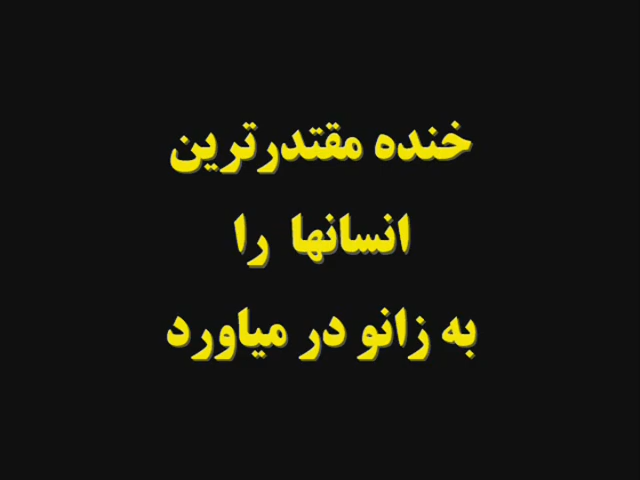 خنده مقتدرترین
انسانها را
به زانو در میاورد